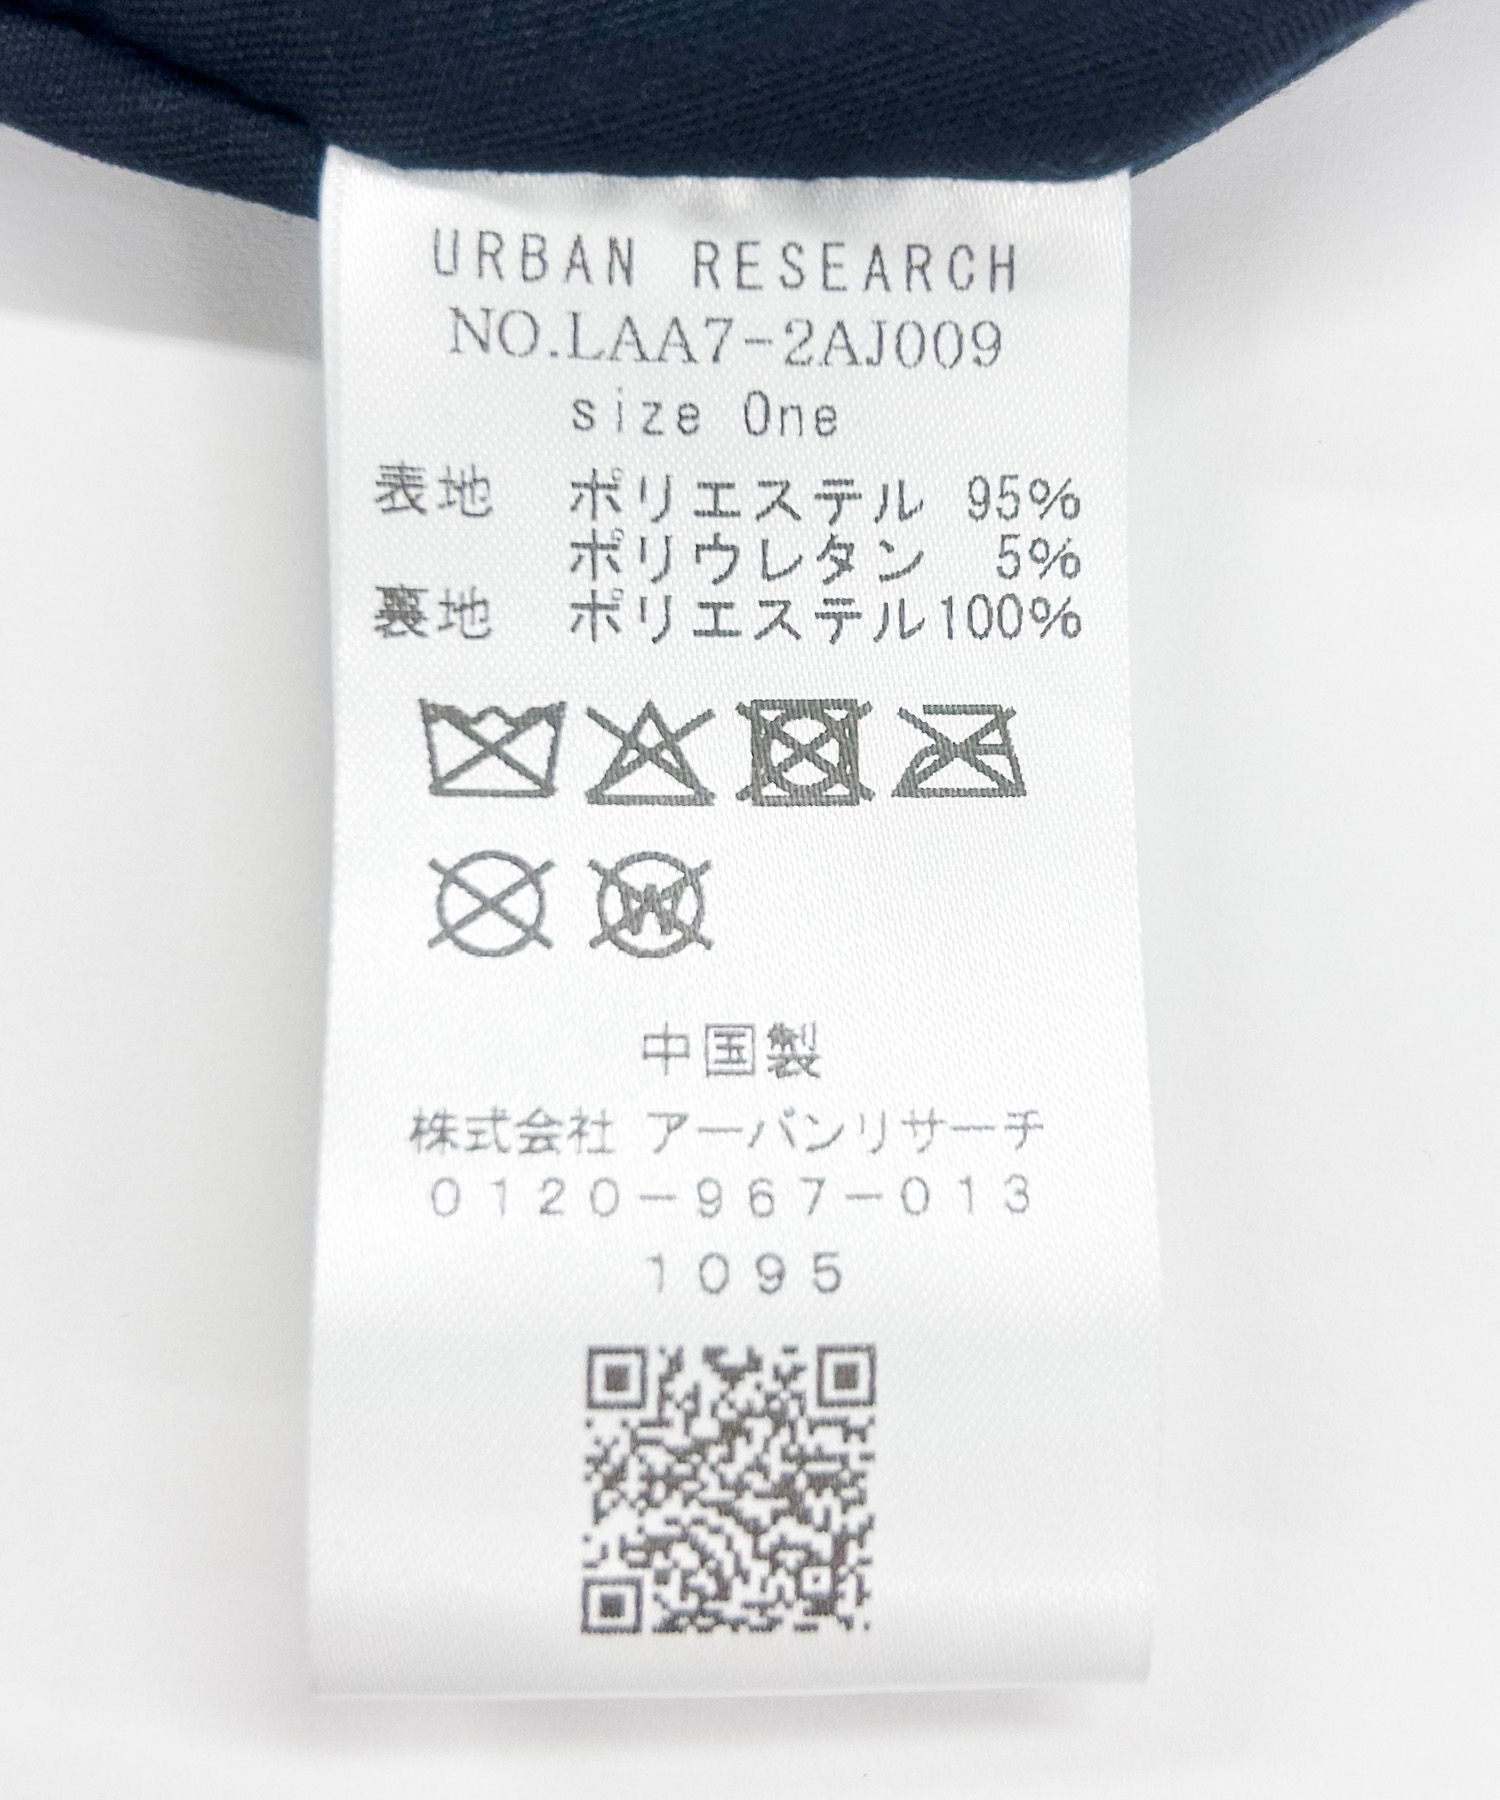 URBAN RESEARCH
NO.LAA7-2AJ009
size One
表地 ポリエステル 95%
ポリウレタン 5%
裏地 ポリエステル100%
中国製
株式会社 アーバンリサーチ
0120-967-013
1095